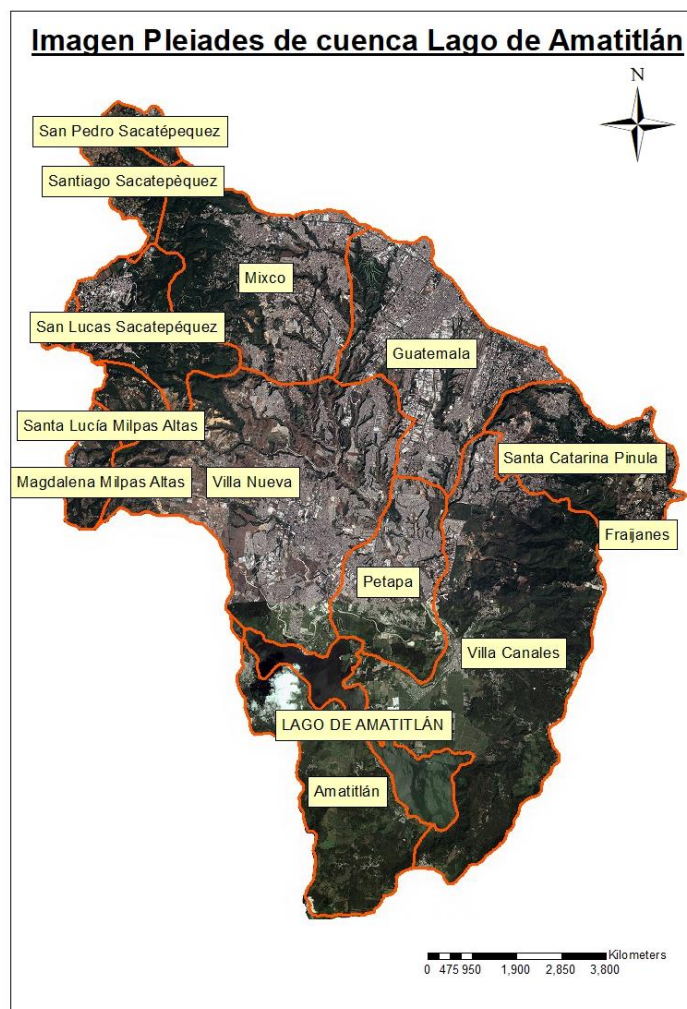 Imagen Pleiades de cuenca Lago de Amatitlán
N
San Pedro Sacatépequez
Santiago Sacatepèquez
Mixco
San Lucas Sacatepéquez
Guatemala
Santa Lucía Milpas Altas
Santa Catarina Pinula
Magdalena Milpas Altas
Villa Nueva
Fraijanes
Petapa
Villa Canales
LAGO DE AMATITLÁN
Amatitlán
Kilometers
0 475 950 1,900 2,850 3,800